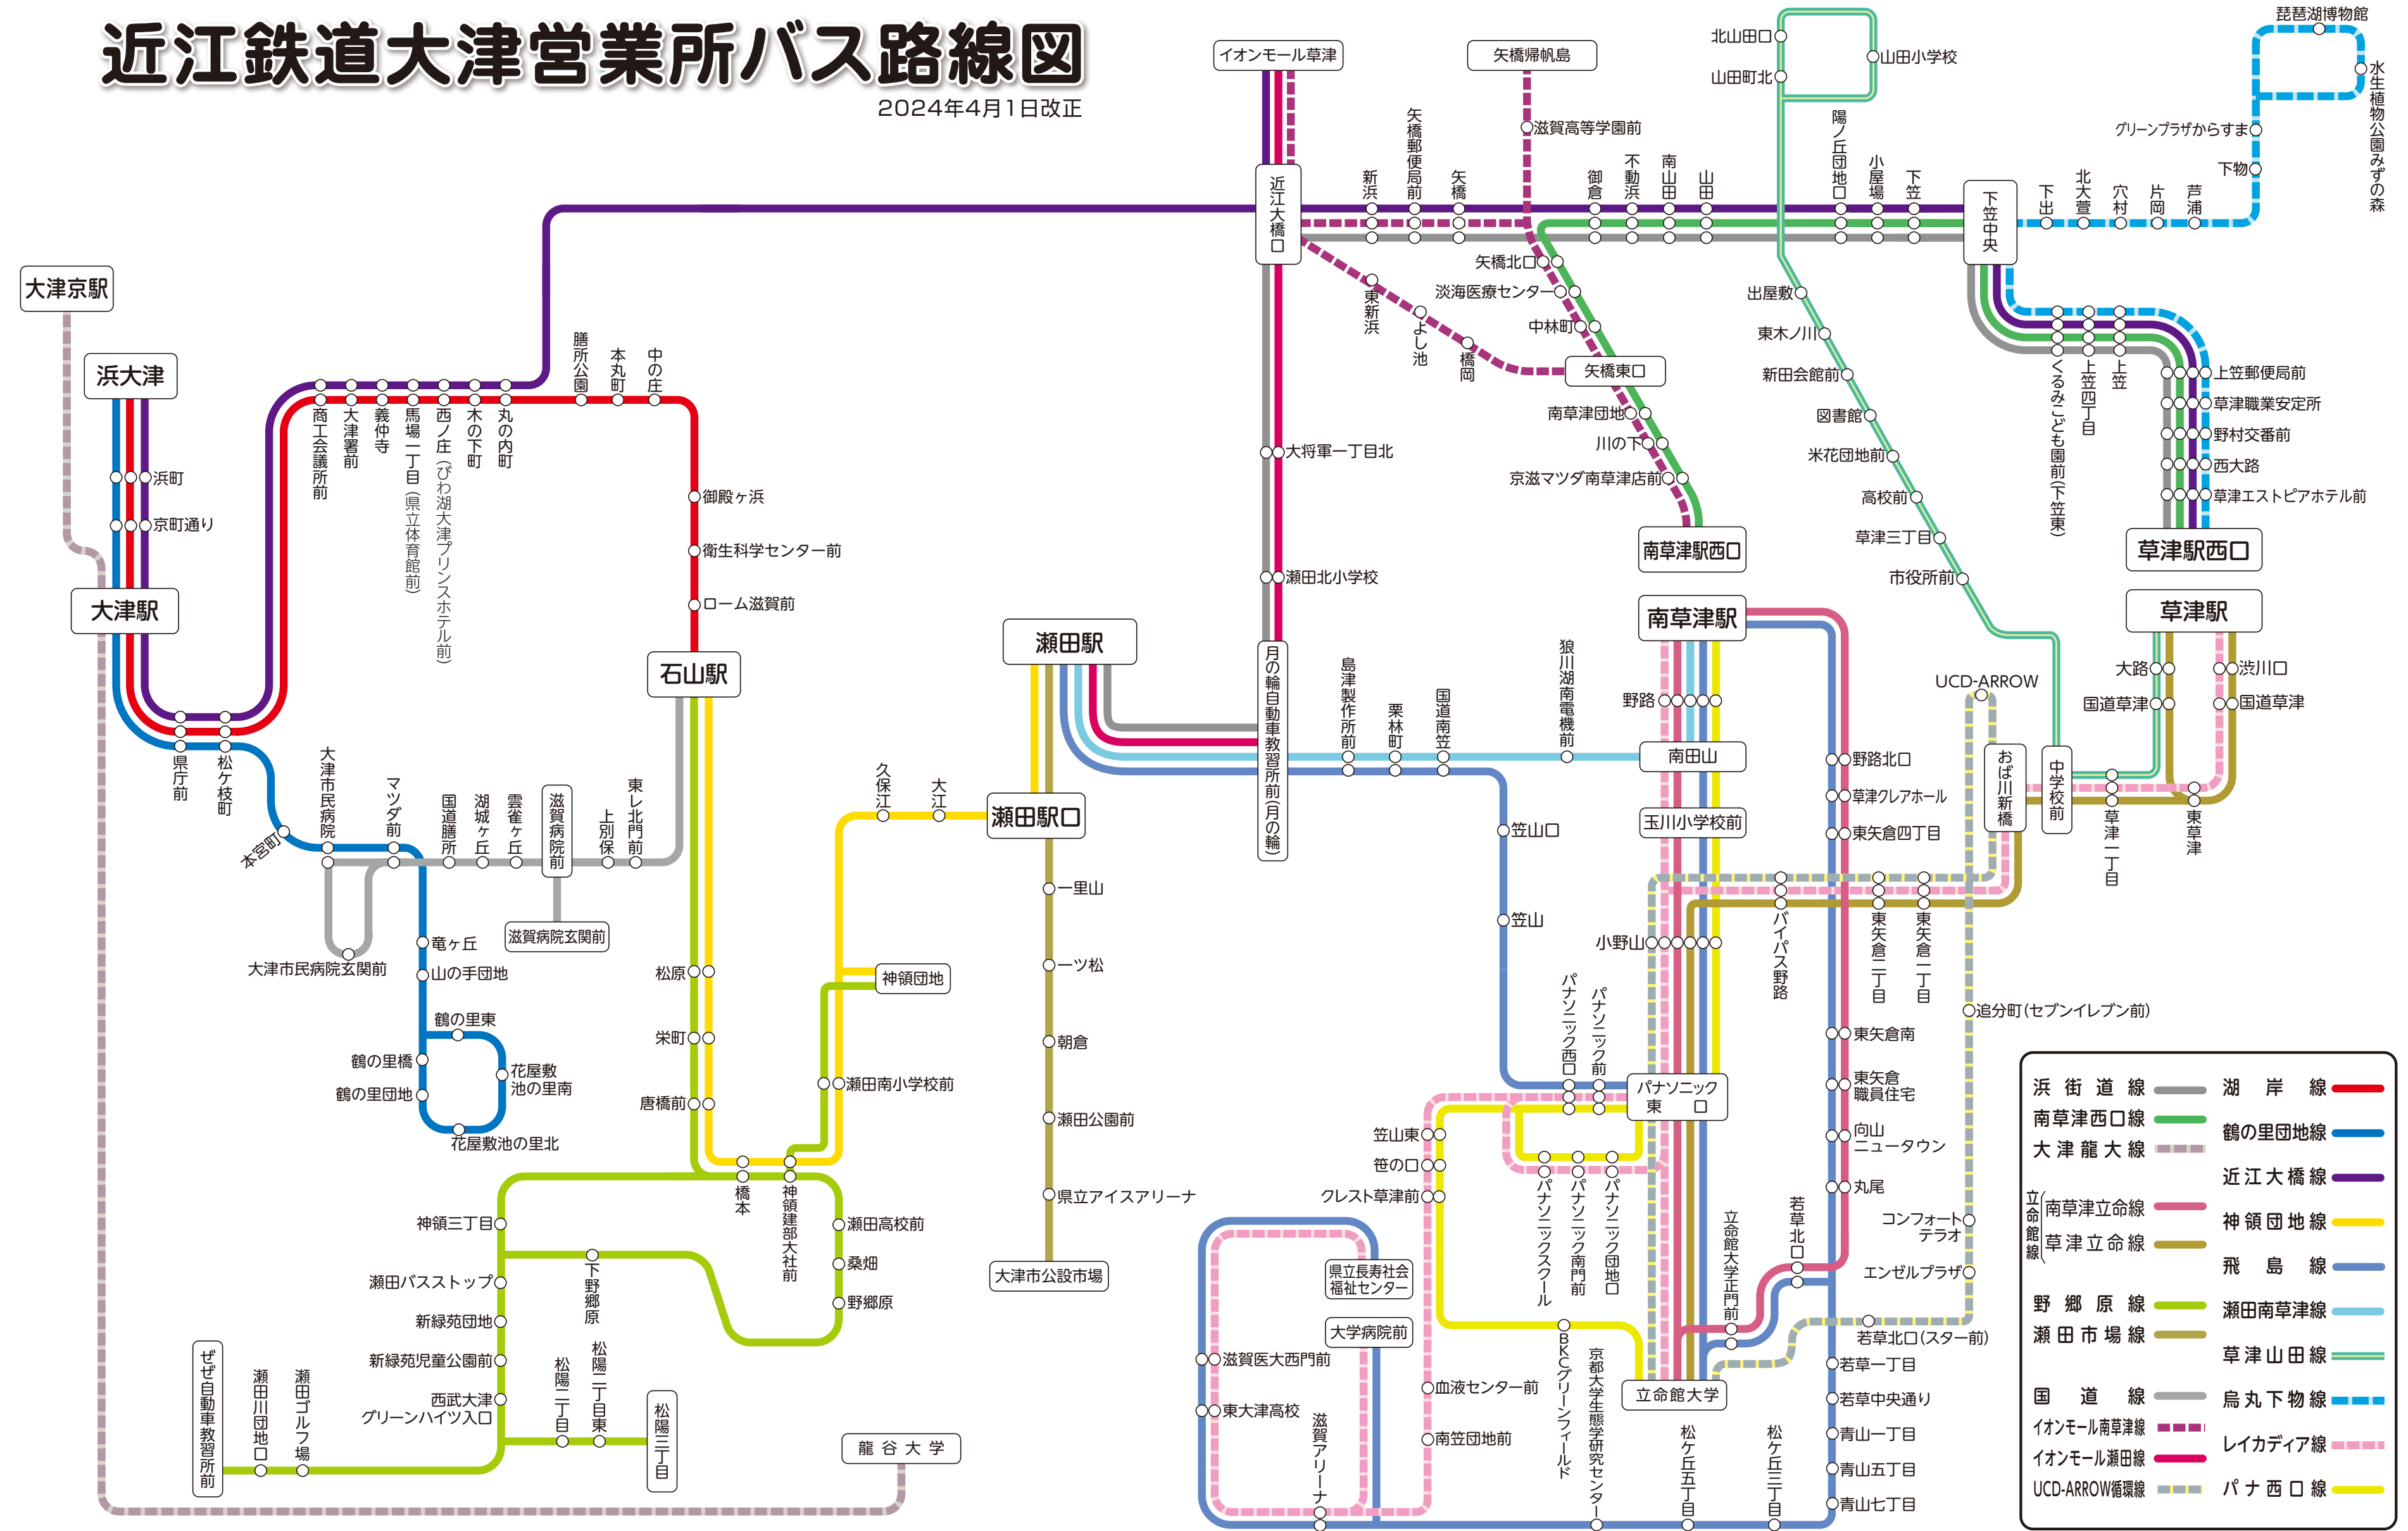 近江鉄道大津営業所バス路線図
2024年4月1日改正
大津京駅
浜大津
浜町
京町通り
大津駅
県庁前
松ケ枝町
商工会議所前
大津署前
義仲寺
馬場一丁目（県立体育館前）
西ノ庄（びわ湖大津プリンスホテル前）
木の下町
丸の内町
膳所公園
本丸町
中の庄
御殿ヶ浜
衛生科学センター前
ローム滋賀前
石山駅
本宮町
大津市民病院
マツダ前
国道膳所
湖城ヶ丘
雲雀ヶ丘
滋賀病院前
上別保
東レ北門前
滋賀病院玄関前
大津市民病院玄関前
竜ヶ丘
山の手団地
鶴の里東
鶴の里橋
鶴の里団地
花屋敷
池の里南
花屋敷池の里北
松原
栄町
唐橋前
久保江
大江
神領団地
瀬田南小学校前
橋本
神領建部大社前
瀬田高校前
桑畑
野郷原
神領三丁目
下野郷原
瀬田バスストップ
新緑苑団地
新緑苑児童公園前
西武大津
グリーンハイツ入口
松陽二丁目
松陽二丁目東
松陽三丁目
瀬田ゴルフ場
瀬田川団地口
ぜぜ自動車教習所前
龍谷大学
瀬田駅
瀬田駅口
一里山
一ツ松
朝倉
瀬田公園前
県立アイスアリーナ
大津市公設市場
イオンモール草津
近江大橋口
大将軍一丁目北
瀬田北小学校
月の輪自動車教習所前(月の輪)
矢橋帰帆島
滋賀高等学園前
新浜
矢橋郵便局前
矢橋
御倉
不動浜
南山田
山田
陽ノ丘団地口
小屋場
下笠
下笠中央
東新浜
よし池
橋岡
矢橋北口
淡海医療センター
中林町
矢橋東口
南草津団地
川の下
京滋マツダ南草津店前
南草津駅西口
北山田口
山田町北
山田小学校
出屋敷
東木ノ川
新田会館前
図書館
米花団地前
高校前
草津三丁目
市役所前
琵琶湖博物館
水生植物公園みずの森
グリーンプラザからすま
下物
下出
北大萱
穴村
片岡
芦浦
くるみこども園前(下笠東)
上笠四丁目
上笠
上笠郵便局前
草津職業安定所
野村交番前
西大路
草津エストピアホテル前
草津駅西口
草津駅
大路
国道草津
渋川口
国道草津
UCD-ARROW
おば川新橋
中学校前
草津一丁目
東草津
南草津駅
野路
南田山
玉川小学校前
小野山
島津製作所前
栗林町
国道南笠
狼川湖南電機前
笠山口
笠山
野路北口
草津クレアホール
東矢倉四丁目
バイパス野路
東矢倉二丁目
東矢倉一丁目
東矢倉南
東矢倉
職員住宅
向山
ニュータウン
丸尾
追分町(セブンイレブン前)
コンフォート
テラオ
エンゼルプラザ
若草北口(スター前)
パナソニック西口
パナソニック前
パナソニック
東口
笠山東
笹の口
クレスト草津前
パナソニックスクール
パナソニック南門前
パナソニック団地口
立命館大学正門前
若草北口
立命館大学
県立長寿社会
福祉センター
大学病院前
滋賀医大西門前
東大津高校
滋賀アリーナ
血液センター前
南笠団地前
BKCグリーンフィールド
京都大学生態学研究センター
松ケ丘五丁目
松ケ丘三丁目
若草一丁目
若草中央通り
青山一丁目
青山五丁目
青山七丁目
浜街道線
南草津西口線
大津龍大線
立命館線
南草津立命線
草津立命線
野郷原線
瀬田市場線
国道線
イオンモール南草津線
イオンモール瀬田線
UCD-ARROW循環線
湖岸線
鶴の里団地線
近江大橋線
神領団地線
飛島線
瀬田南草津線
草津山田線
烏丸下物線
レイカディア線
パナ西口線